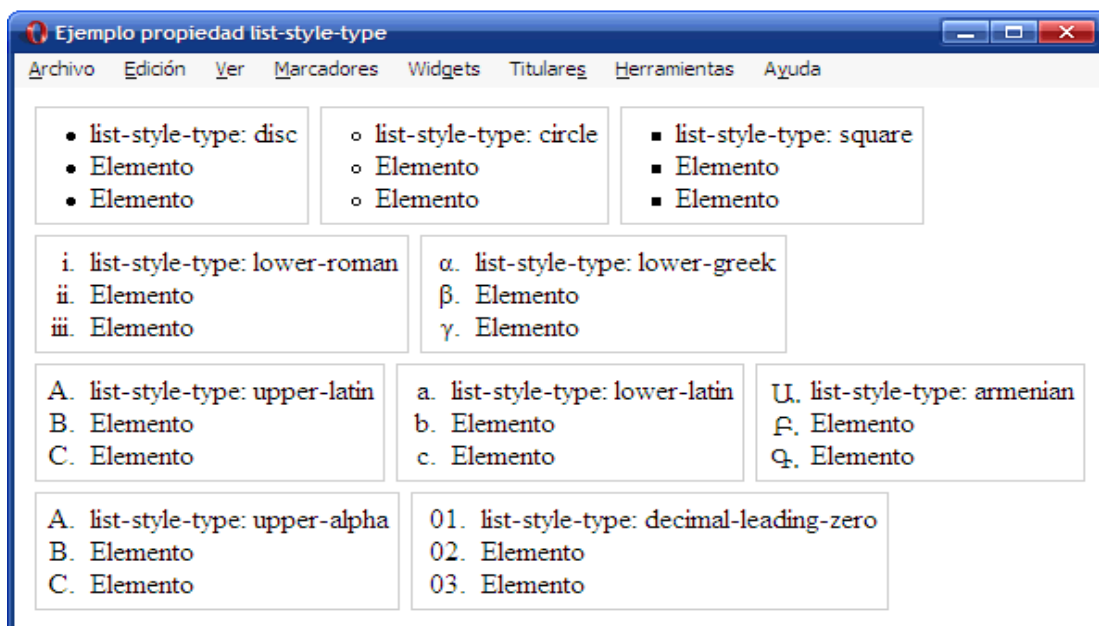 Ejemplo propiedad list-style-type
Archivo Edición Ver Marcadores Widgets Titulares Herramientas Ayuda
• list-style-type: disc
• Elemento
• Elemento
◦ list-style-type: circle
◦ Elemento
◦ Elemento
▪ list-style-type: square
▪ Elemento
▪ Elemento
i. list-style-type: lower-roman
ii. Elemento
iii. Elemento
α. list-style-type: lower-greek
β. Elemento
γ. Elemento
A. list-style-type: upper-latin
B. Elemento
C. Elemento
a. list-style-type: lower-latin
b. Elemento
c. Elemento
Ա. list-style-type: armenian
Բ. Elemento
Գ. Elemento
A. list-style-type: upper-alpha
B. Elemento
C. Elemento
01. list-style-type: decimal-leading-zero
02. Elemento
03. Elemento